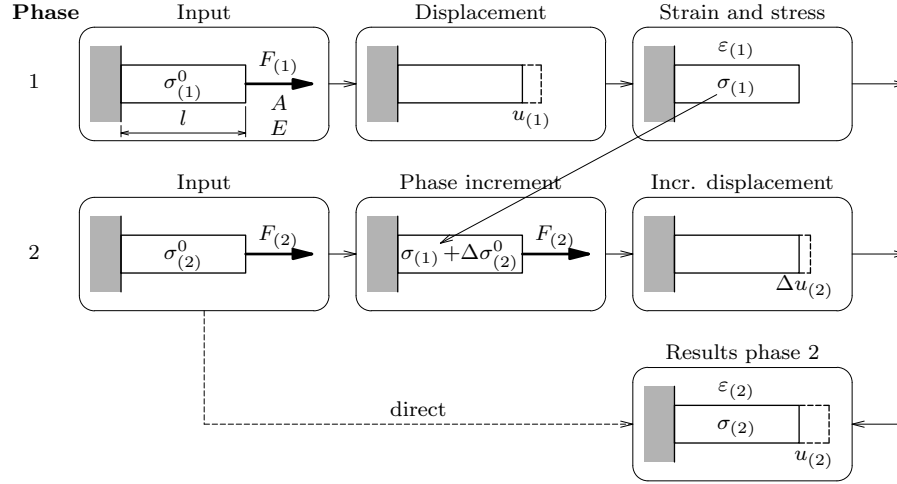 Phase Input Displacement Strain and stress
1 σ⁰₍₁₎ F₍₁₎ A E l u₍₁₎ ε₍₁₎ σ₍₁₎
Input Phase increment Incr. displacement
2 σ⁰₍₂₎ F₍₂₎ σ₍₁₎+Δσ⁰₍₂₎ F₍₂₎ Δu₍₂₎
Results phase 2
direct ε₍₂₎ σ₍₂₎ u₍₂₎